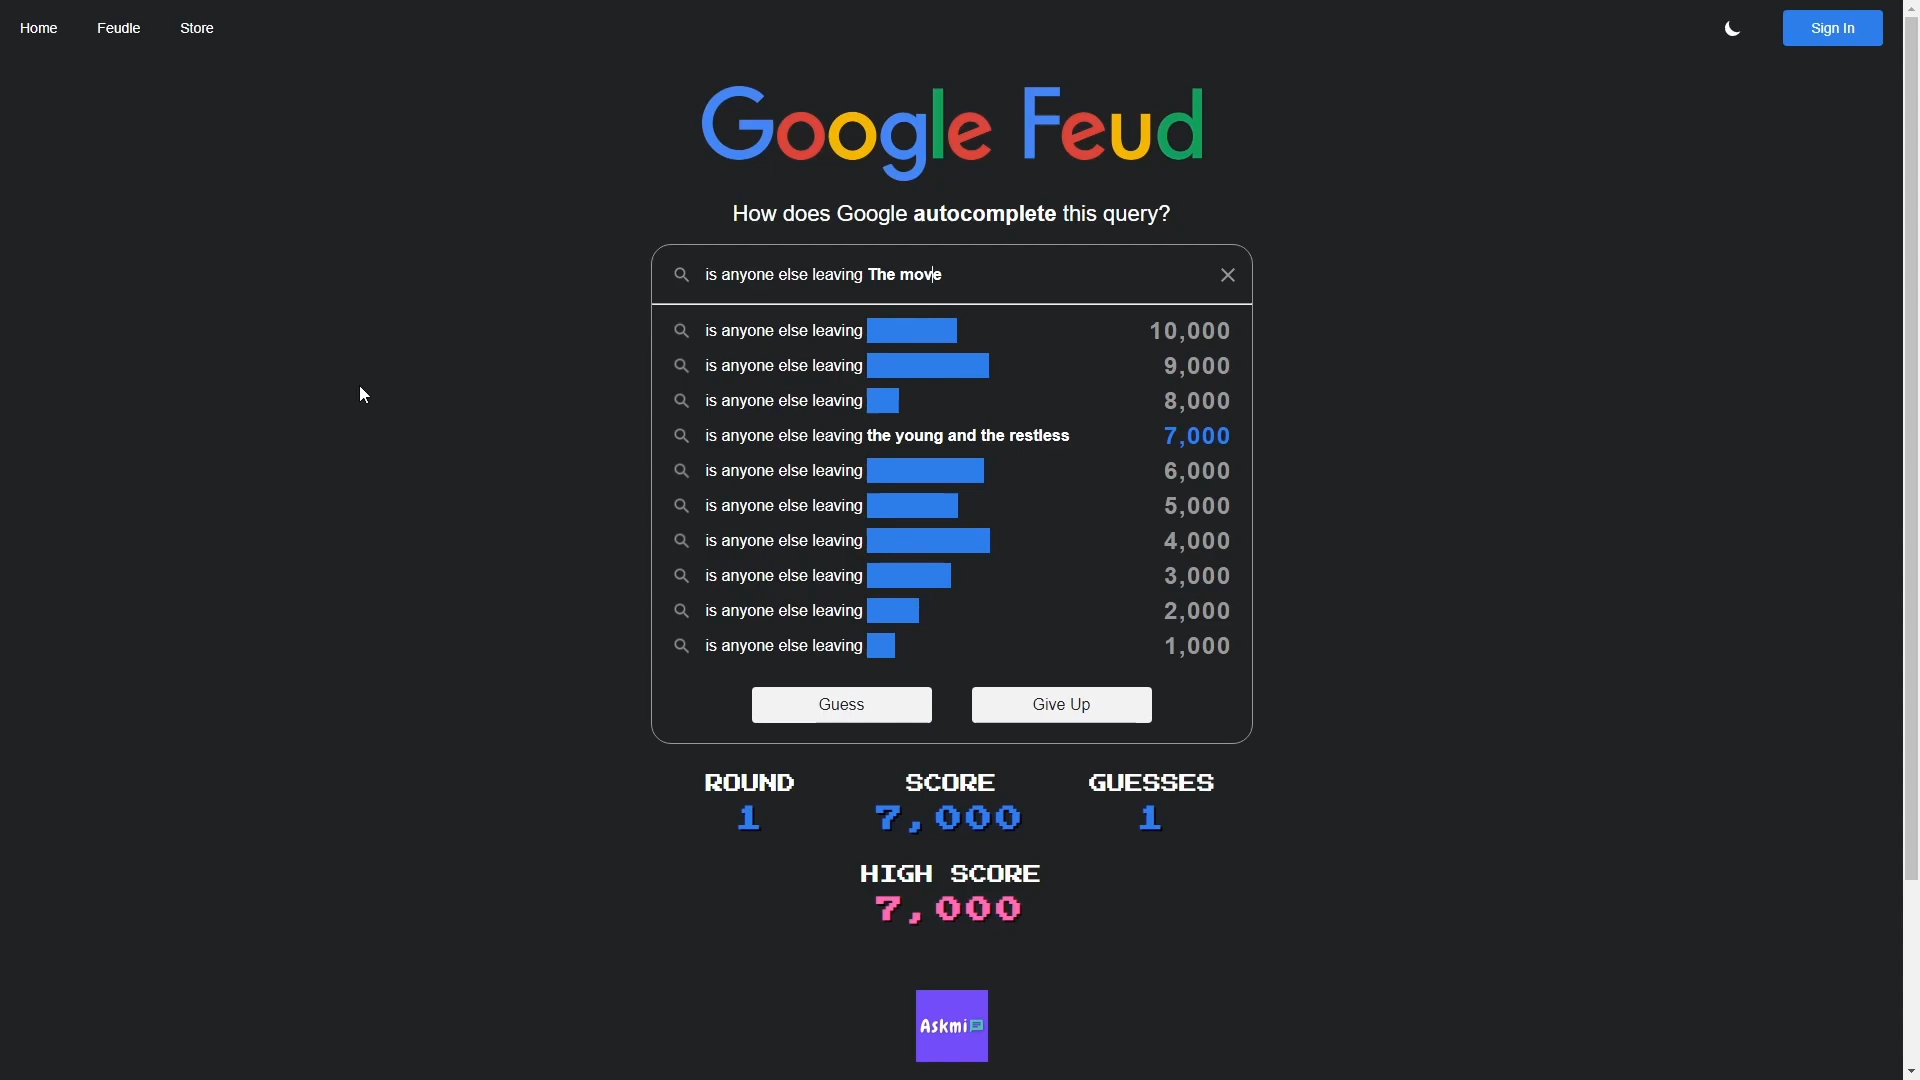 Home Feudle Store Sign In
Google Feud
How does Google autocomplete this query?
is anyone else leaving The move
is anyone else leaving 10,000
is anyone else leaving 9,000
is anyone else leaving 8,000
is anyone else leaving the young and the restless 7,000
is anyone else leaving 6,000
is anyone else leaving 5,000
is anyone else leaving 4,000
is anyone else leaving 3,000
is anyone else leaving 2,000
is anyone else leaving 1,000
Guess Give Up
ROUND SCORE GUESSES
1 7,000 1
HIGH SCORE
7,000
Askmi